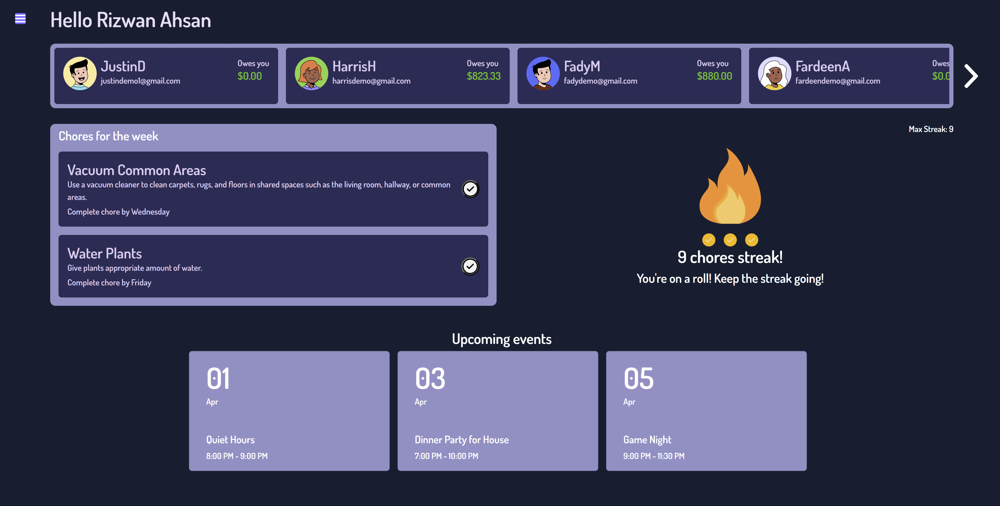 Hello Rizwan Ahsan
JustinD
justindemo1@gmail.com
Owes you
$0.00
HarrisH
harrisdemo@gmail.com
Owes you
$823.33
FadyM
fadydemo@gmail.com
Owes you
$880.00
FardeenA
fardeendemo@gmail.com
Owes
$0.0
Chores for the week
Vacuum Common Areas
Use a vacuum cleaner to clean carpets, rugs, and floors in shared spaces such as the living room, hallway, or common
areas.
Complete chore by Wednesday
Water Plants
Give plants appropriate amount of water.
Complete chore by Friday
Max Streak: 9
9 chores streak!
You're on a roll! Keep the streak going!
Upcoming events
01
Apr
Quiet Hours
8:00 PM - 9:00 PM
03
Apr
Dinner Party for House
7:00 PM - 10:00 PM
05
Apr
Game Night
9:00 PM - 11:30 PM